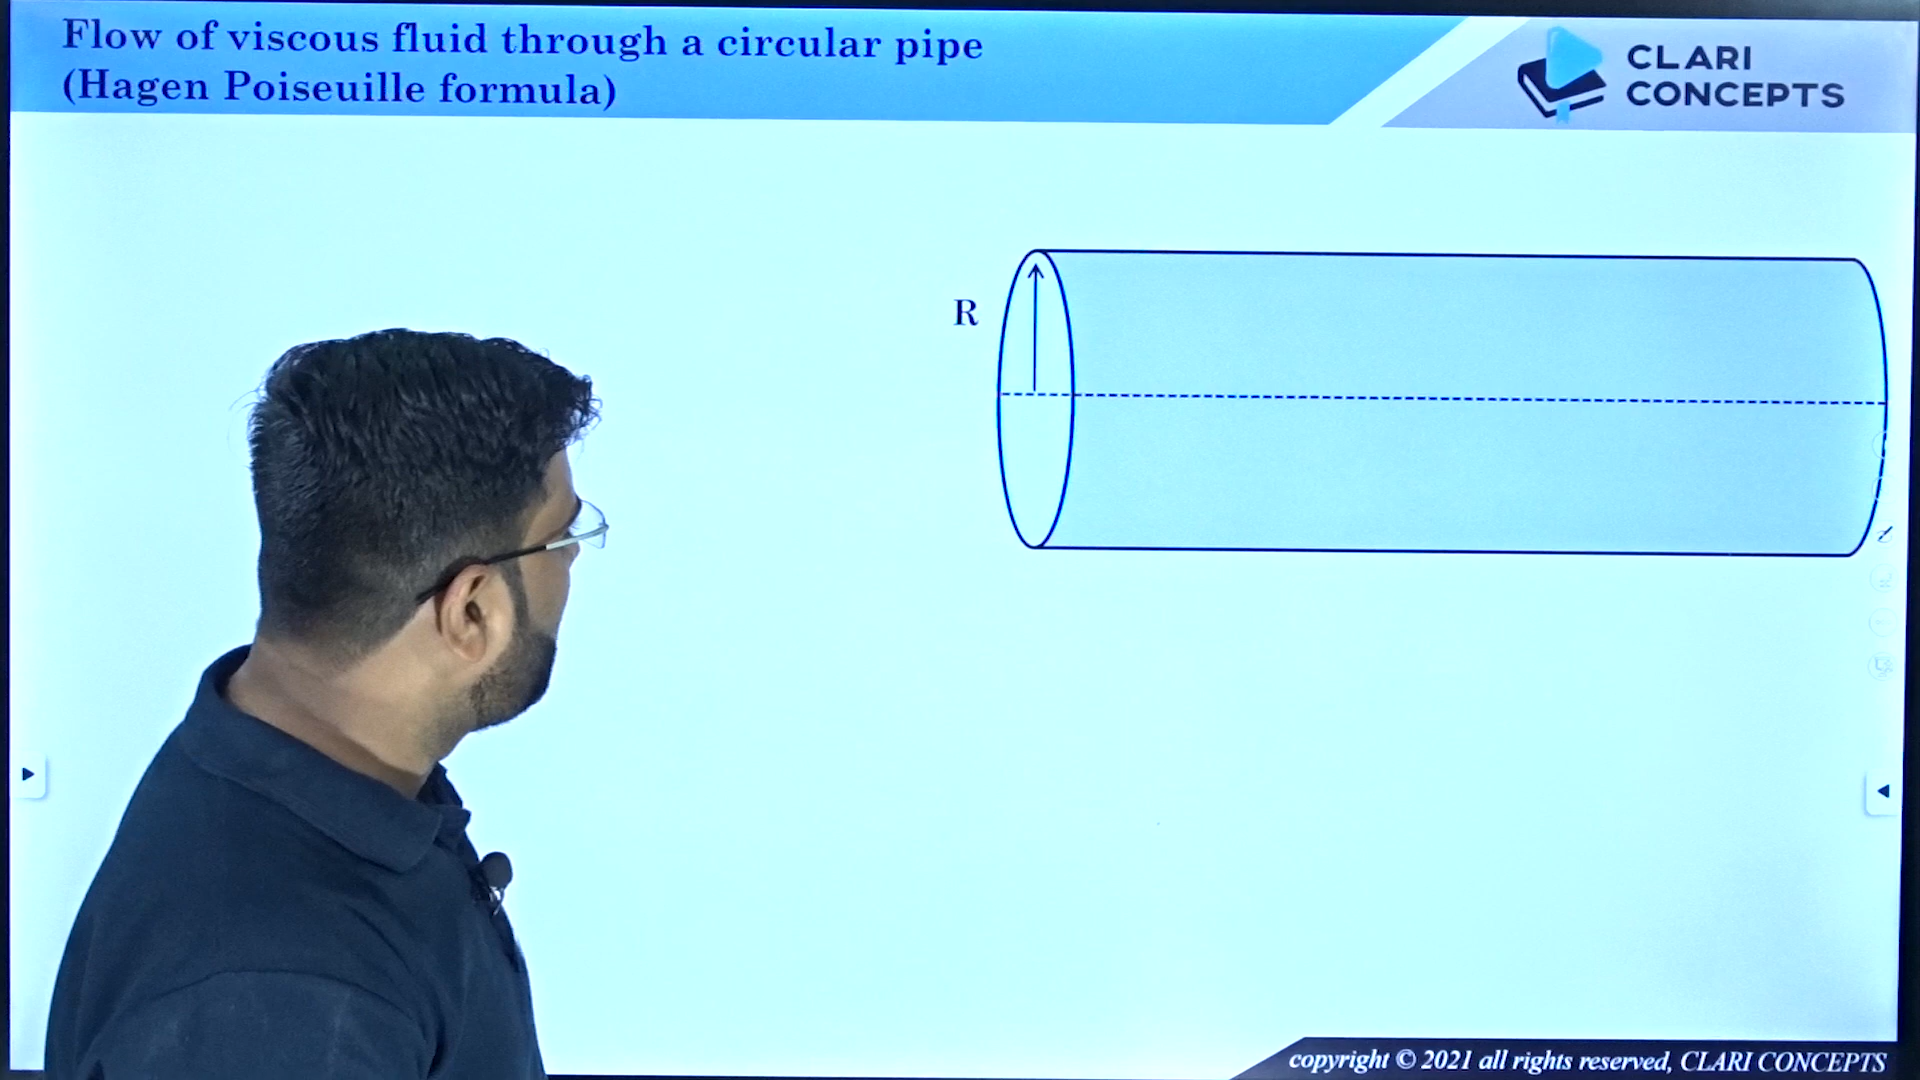 Flow of viscous fluid through a circular pipe
(Hagen Poiseuille formula)
CLARI
CONCEPTS
R
copyright © 2021 all rights reserved, CLARI CONCEPTS